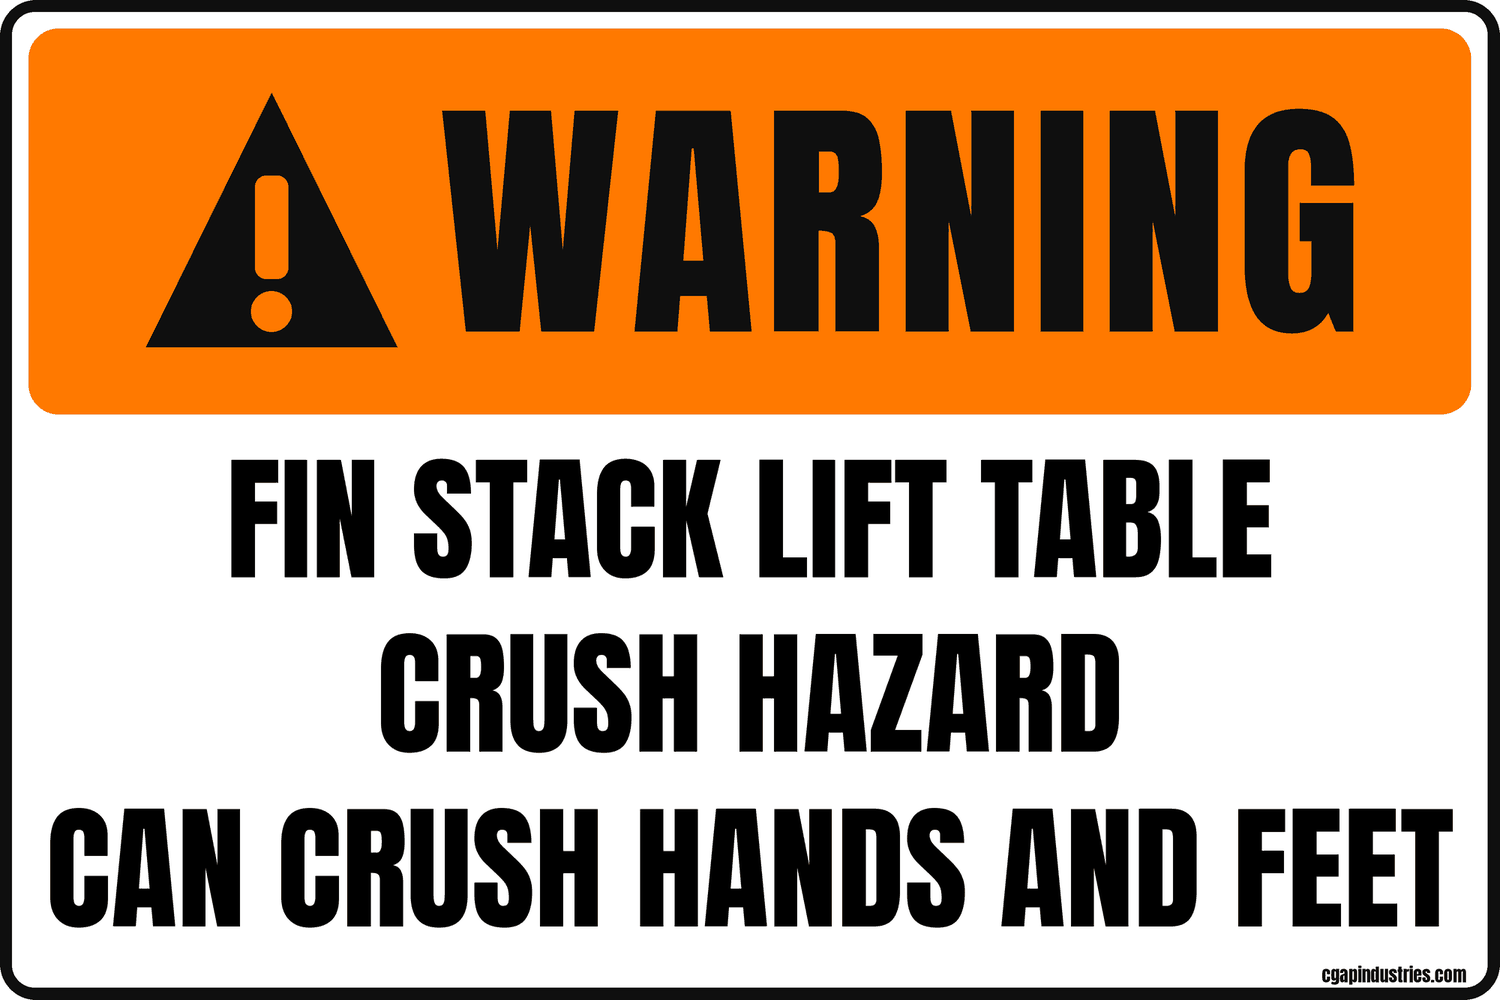 WARNING
FIN STACK LIFT TABLE
CRUSH HAZARD
CAN CRUSH HANDS AND FEET
cgapindustries.com